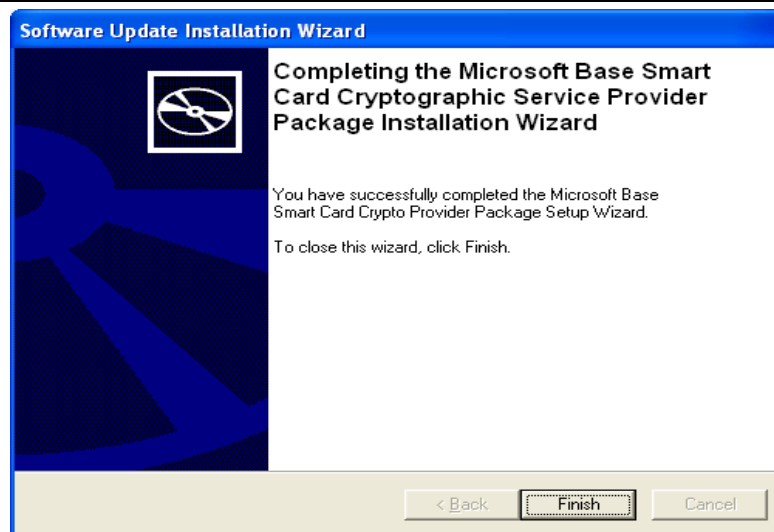 Software Update Installation Wizard
Completing the Microsoft Base Smart
Card Cryptographic Service Provider
Package Installation Wizard
You have successfully completed the Microsoft Base
Smart Card Crypto Provider Package Setup Wizard.
To close this wizard, click Finish.
< Back
Finish
Cancel